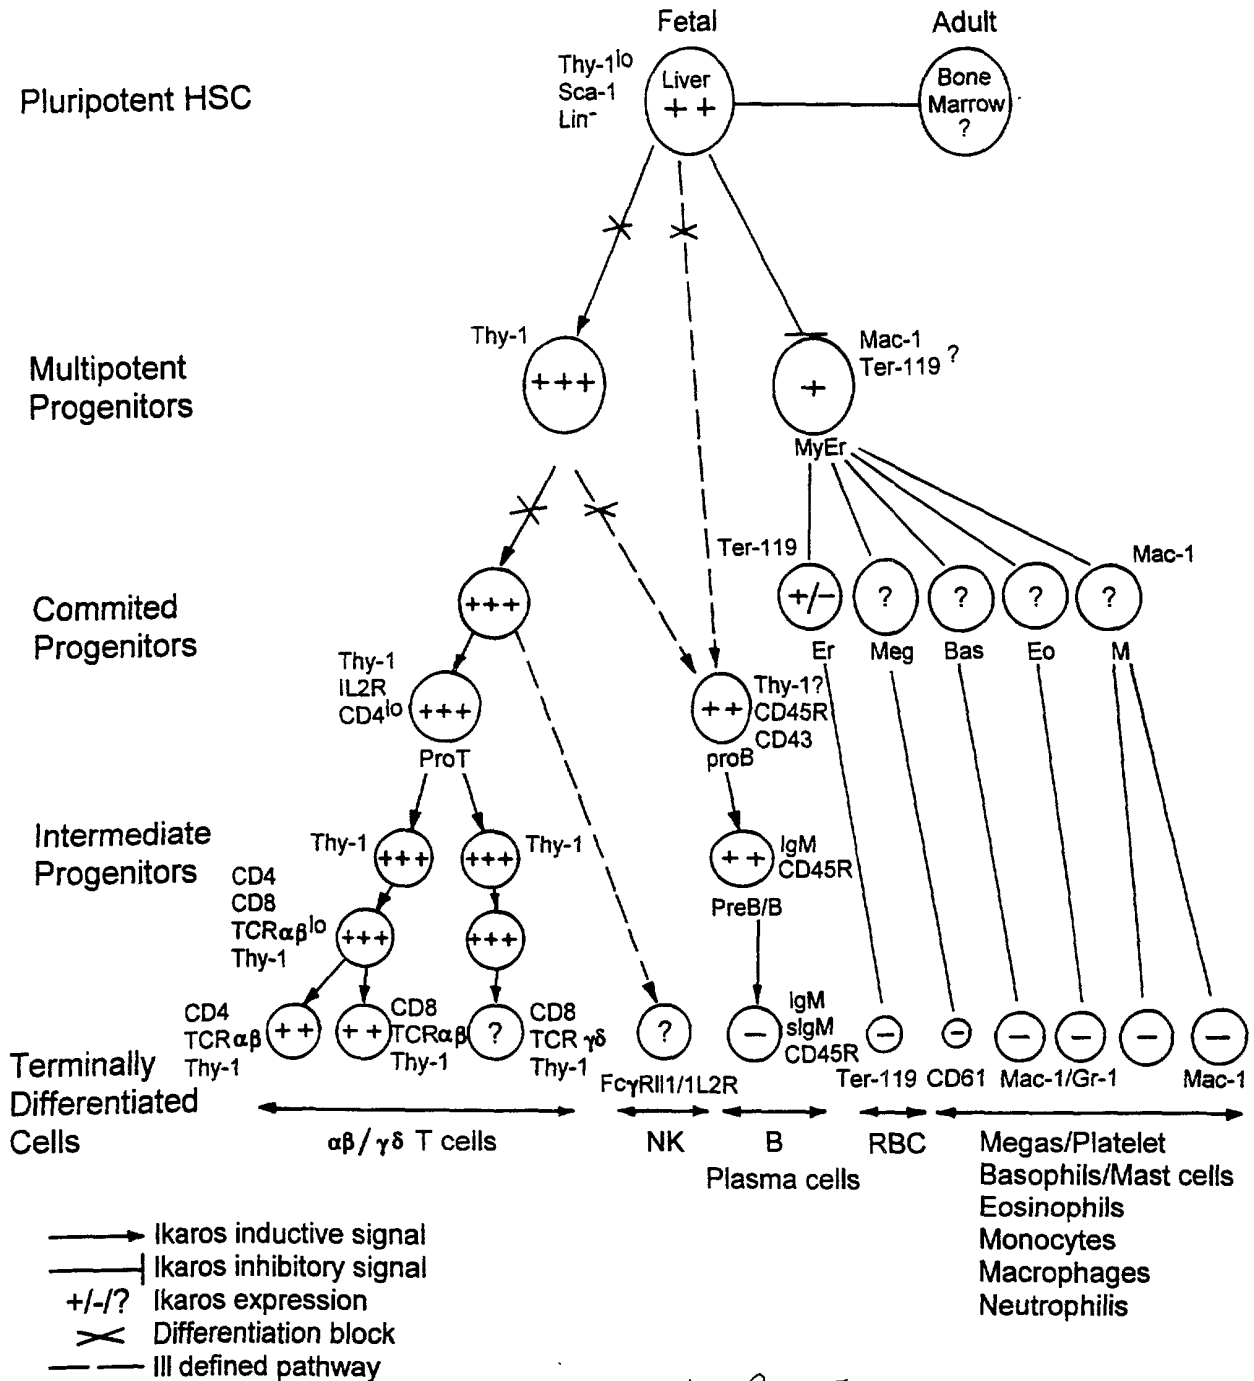 Fetal
Adult
Pluripotent HSC
Thy-1lo
Sca-1
Lin-
Liver
+ +
Bone
Marrow
?
Multipotent
Progenitors
Thy-1
+++
+
Mac-1
Ter-119 ?
MyEr
Commited
Progenitors
+++
Ter-119
+/-
?
?
?
?
Mac-1
Er
Meg
Bas
Eo
M
Thy-1
IL2R
CD4lo
+++
ProT
++
Thy-1?
CD45R
CD43
proB
Intermediate
Progenitors
Thy-1
+++
+++
Thy-1
++
IgM
CD45R
PreB/B
CD4
CD8
TCRαβlo
Thy-1
+++
+++
Terminally
Differentiated
Cells
CD4
TCRαβ
Thy-1
++
++
CD8
TCRαβ
Thy-1
?
CD8
TCR γδ
Thy-1
?
FcγRII1/1L2R
−
IgM
sIgM
CD45R
−
−
−
−
−
−
Ter-119
CD61
Mac-1/Gr-1
Mac-1
αβ/ γδ T cells
NK
B
Plasma cells
RBC
Megas/Platelet
Basophils/Mast cells
Eosinophils
Monocytes
Macrophages
Neutrophilis
Ikaros inductive signal
Ikaros inhibitory signal
+/-/? Ikaros expression
Differentiation block
Ill defined pathway